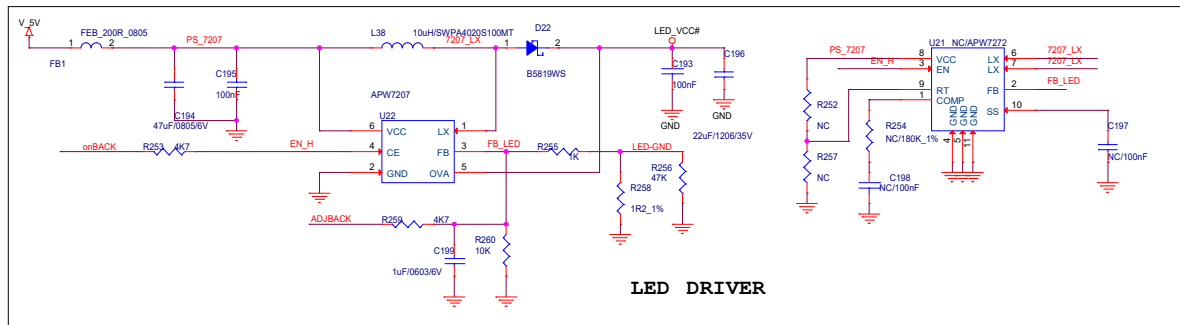 V_5V
FEB_200R_0805
1 2
FB1
PS_7207
C195
100nF
C194
47uF/0805/6V
L38 10uH/SWPA4020S100MT
7207_LX
D22
1 2
B5819WS
LED_VCC#
C193
100nF
GND
C196
22uF/1206/35V
GND
APW7207
U22
6 VCC LX 1
4 CE FB 3
2 GND OVA 5
onBACK
R253 4K7
EN_H
FB_LED
R255
1K
LED-GND
R256
47K
R258
1R2_1%
ADJBACK
R259 4K7
C199
1uF/0603/6V
R260
10K
LED DRIVER
U21 NC/APW7272
PS_7207
EN_H
8 VCC LX 6 7207_LX
3 EN LX 7 7207_LX
9 RT FB 2 FB_LED
1 COMP SS 10
GND GND GND
4 5 11
R252
NC
R257
NC
R254
NC/180K_1%
C198
NC/100nF
C197
NC/100nF